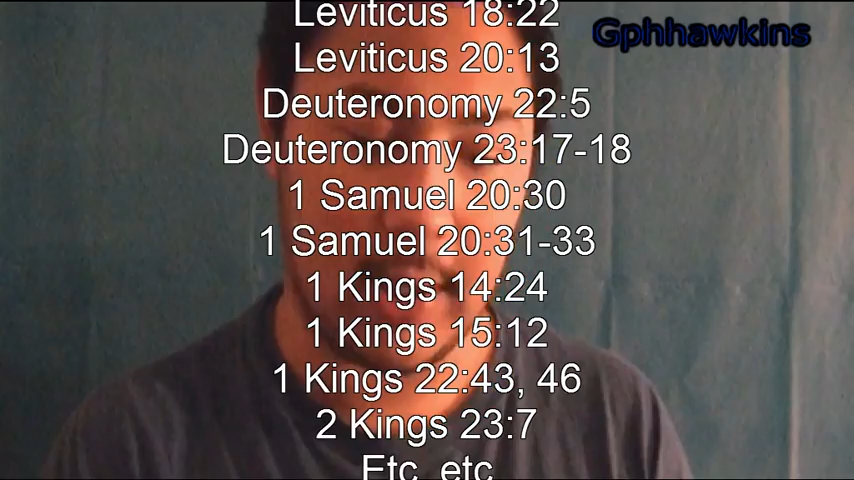 Leviticus 18:22
Gphhawkins
Leviticus 20:13
Deuteronomy 22:5
Deuteronomy 23:17-18
1 Samuel 20:30
1 Samuel 20:31-33
1 Kings 14:24
1 Kings 15:12
1 Kings 22:43, 46
2 Kings 23:7
Etc, etc